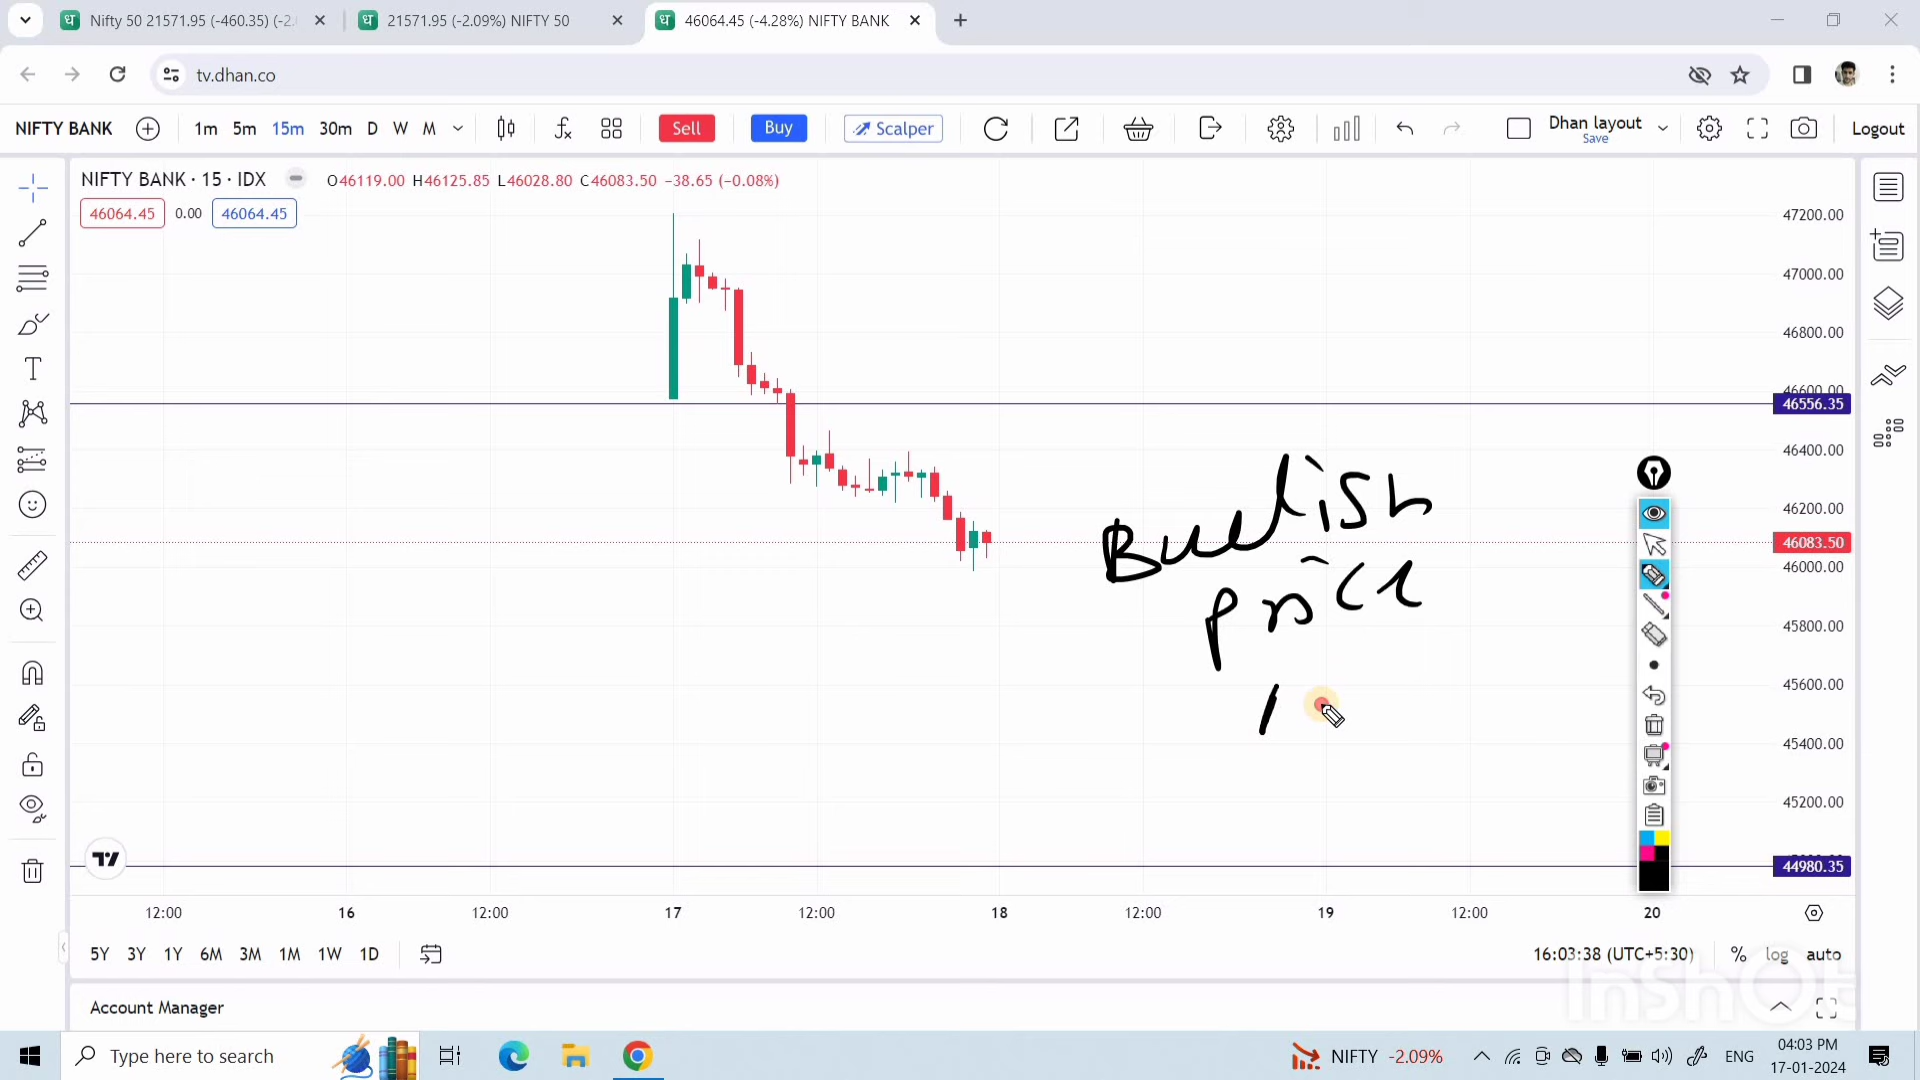 Nifty 50 21571.95 (-460.35) (-2.
21571.95 (-2.09%) NIFTY 50
46064.45 (-4.28%) NIFTY BANK
tv.dhan.co
NIFTY BANK 1m 5m 15m 30m D W M Sell Buy Scalper Dhan layout Save Logout
NIFTY BANK · 15 · IDX O46119.00 H46125.85 L46028.80 C46083.50 −38.65 (−0.08%)
46064.45 0.00 46064.45
47200.00
47000.00
46800.00
46600.00
46556.35
46400.00
46200.00
46083.50
46000.00
45800.00
45600.00
45400.00
45200.00
44980.35
Bullish
price
12:00 16 12:00 17 12:00 18 12:00 19 12:00 20
5Y 3Y 1Y 6M 3M 1M 1W 1D 16:03:38 (UTC+5:30) % log auto
InShot
Account Manager
Type here to search NIFTY -2.09% ENG 04:03 PM
17-01-2024